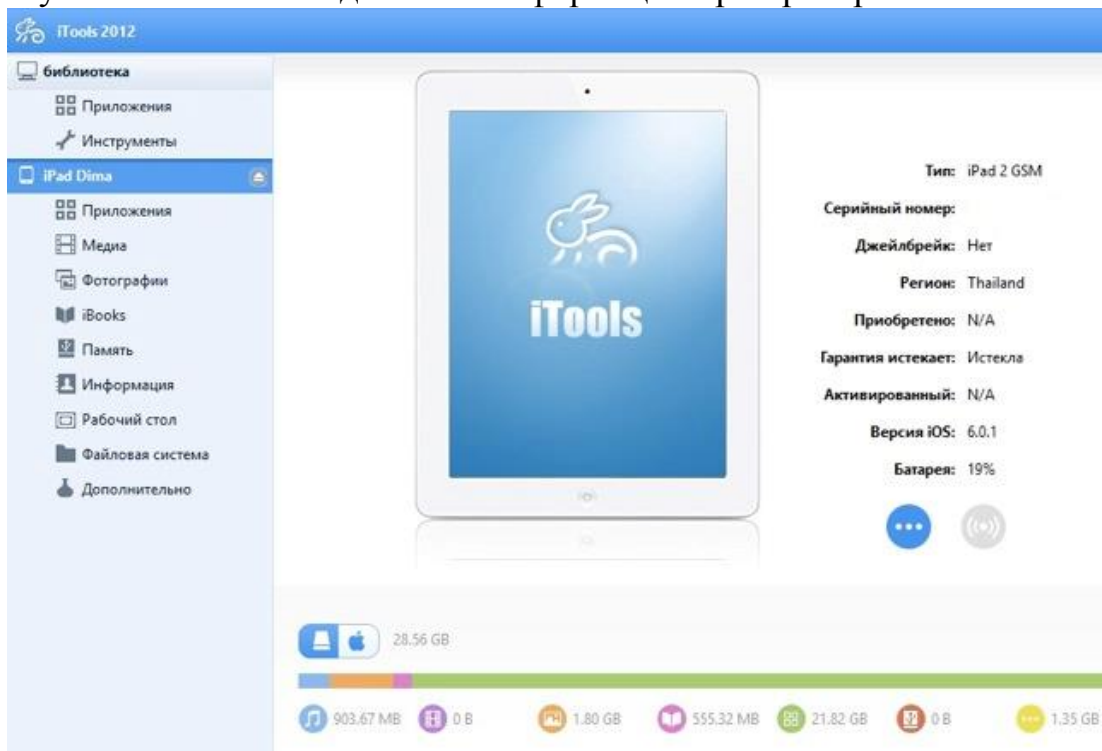 iTools 2012
библиотека
Приложения
Инструменты
iPad Dima
Приложения
Медиа
Фотографии
iBooks
Память
Информация
Рабочий стол
Файловая система
Дополнительно
iTools
Тип: iPad 2 GSM
Серийный номер:
Джейлбрейк: Нет
Регион: Thailand
Приобретено: N/A
Гарантия истекает: Истекла
Активированный: N/A
Версия iOS: 6.0.1
Батарея: 19%
28.56 GB
903.67 MB 0 B 1.80 GB 555.32 MB 21.82 GB 0 B 1.35 GB